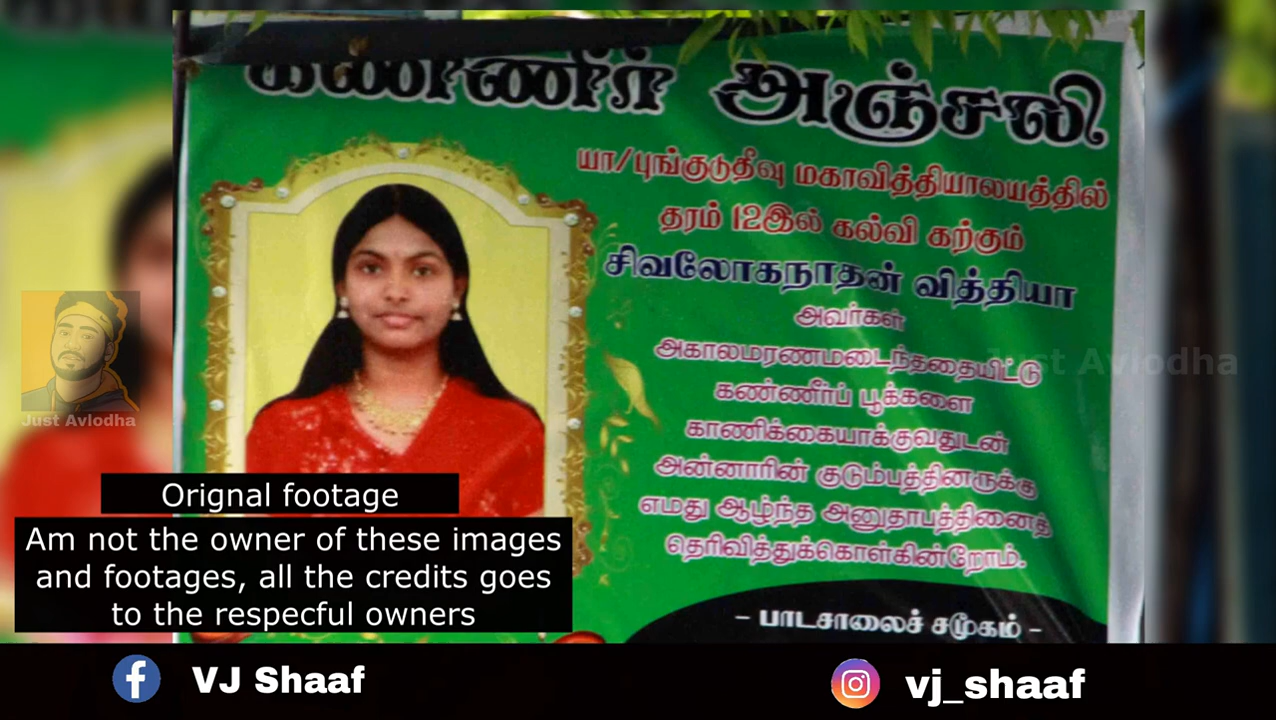 கண்ணீர் அஞ்சலி
யா/புங்குடுதீவு மகாவித்தியாலயத்தில்
தரம் 12இல் கல்வி கற்கும்
சிவலோகநாதன் வித்தியா
அவர்கள்
அகாலமரணமடைந்ததையிட்டு
கண்ணீர்ப் பூக்களை
காணிக்கையாக்குவதுடன்
அன்னாரின் குடும்பத்தினருக்கு
எமது ஆழ்ந்த அனுதாபத்தினைத்
தெரிவித்துக்கொள்கின்றோம்.
- பாடசாலைச் சமூகம் -
Just Avlodha
Just Avlodha
Orignal footage
Am not the owner of these images
and footages, all the credits goes
to the respecful owners
VJ Shaaf
vj_shaaf